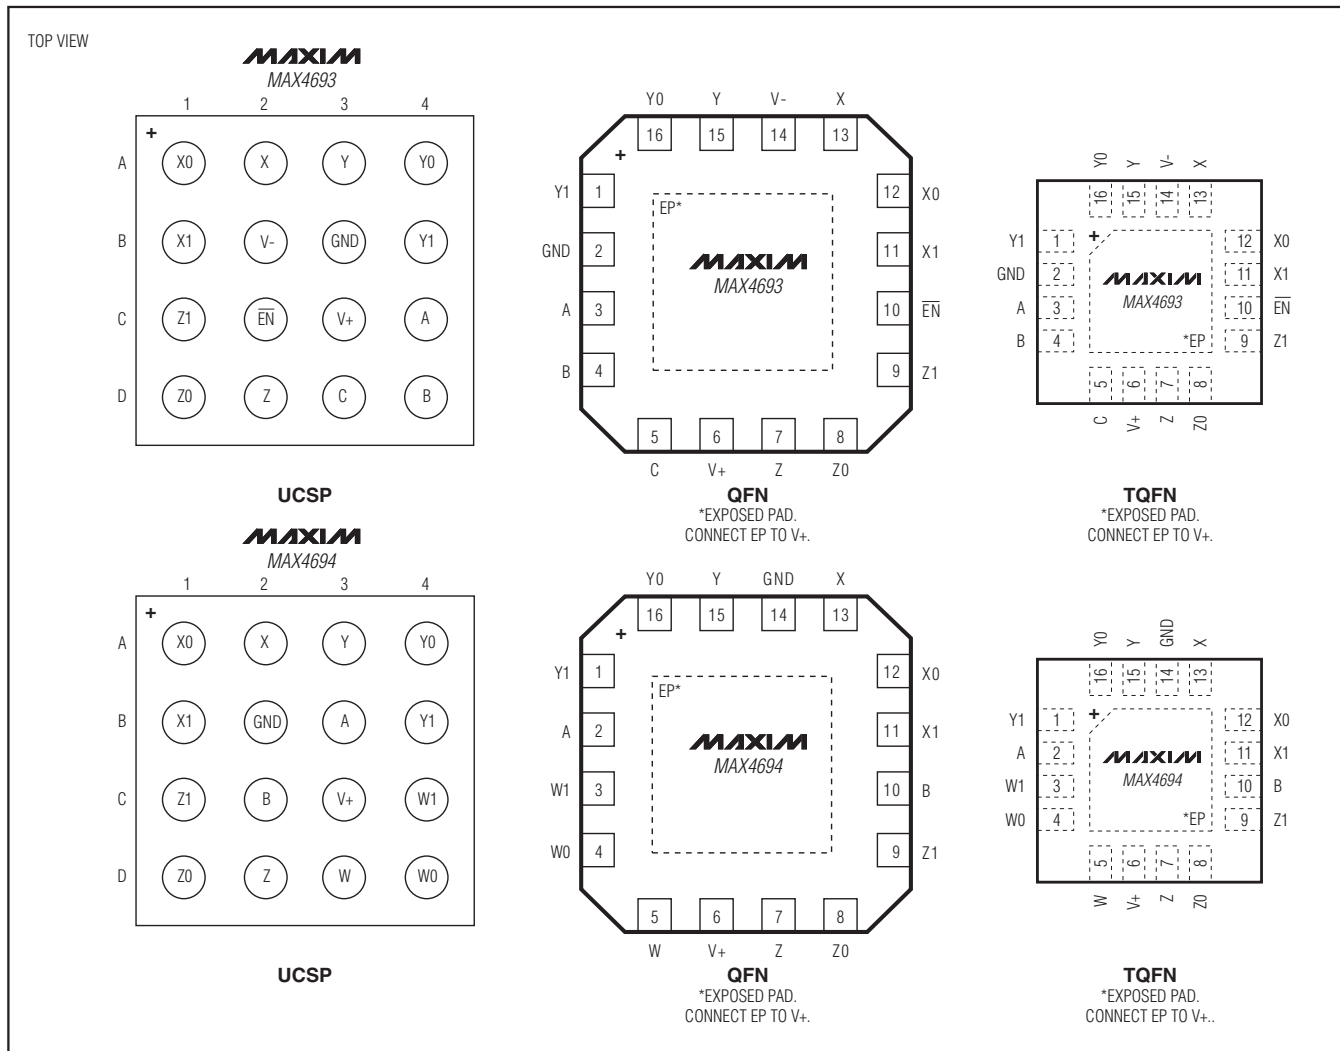 TOP VIEW
MAXIM
MAX4693
1 2 3 4
+
A X0 X Y Y0
B X1 V- GND Y1
C Z1 EN V+ A
D Z0 Z C B
UCSP
Y0 Y V- X
16 15 14 13
+
Y1 1 12 X0
EP*
GND 2 11 X1
MAXIM
MAX4693
A 3 10 EN
B 4 9 Z1
5 6 7 8
C V+ Z Z0
QFN
*EXPOSED PAD.
CONNECT EP TO V+.
Y0 Y V- X
16 15 14 13
+
Y1 1 12 X0
GND 2 11 X1
MAXIM
MAX4693
A 3 10 EN
B 4 9 Z1
*EP
5 6 7 8
C V+ Z Z0
TQFN
*EXPOSED PAD.
CONNECT EP TO V+.
MAXIM
MAX4694
1 2 3 4
+
A X0 X Y Y0
B X1 GND A Y1
C Z1 B V+ W1
D Z0 Z W W0
UCSP
Y0 Y GND X
16 15 14 13
+
Y1 1 12 X0
EP*
A 2 11 X1
MAXIM
MAX4694
W1 3 10 B
W0 4 9 Z1
5 6 7 8
W V+ Z Z0
QFN
*EXPOSED PAD.
CONNECT EP TO V+.
Y0 Y GND X
16 15 14 13
+
Y1 1 12 X0
A 2 11 X1
MAXIM
MAX4694
W1 3 10 B
W0 4 9 Z1
*EP
5 6 7 8
W V+ Z Z0
TQFN
*EXPOSED PAD.
CONNECT EP TO V+..